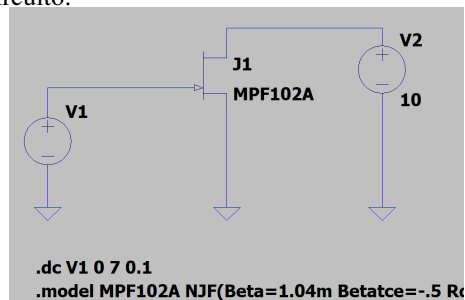 V2
J1
MPF102A
V1
10
.dc V1 0 7 0.1
.model MPF102A NJF(Beta=1.04m Betatce=-.5